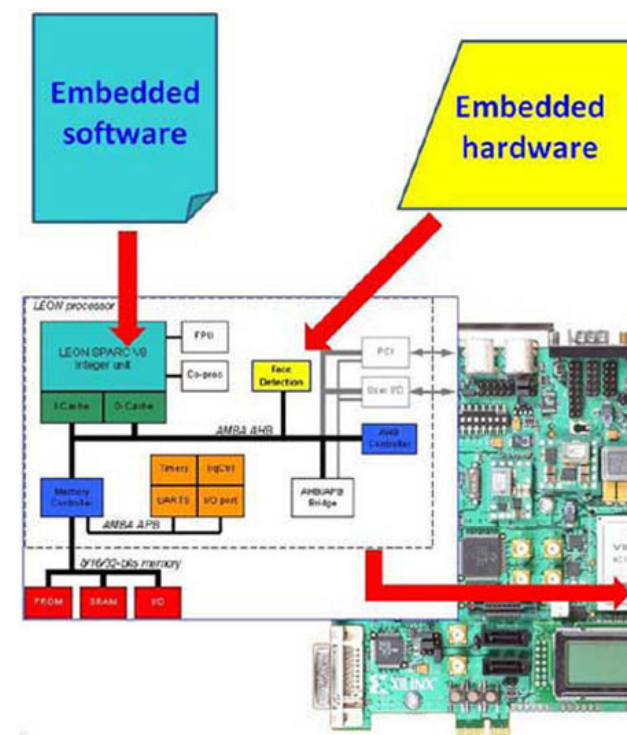 Embedded
software
Embedded
hardware
LEON processor
LEON SPARC V8
Integer unit
FPU
Co-proc
I-Cache
D-Cache
Face
Detection
PCI
User I/O
AMBA AHB
AHB
Controller
Memory
Controller
Timers
IrqCtrl
UARTS
I/O port
AHB/APB
Bridge
AMBA APB
8/16/32-bits memory
PROM
SRAM
I/O
XILINX